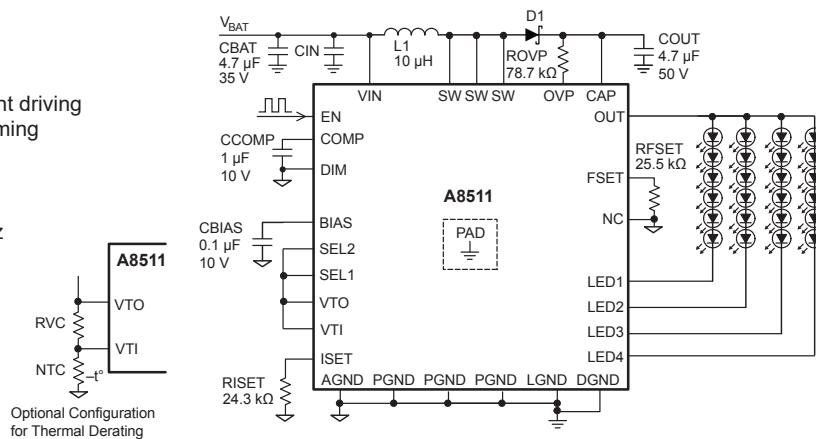 nt driving
ming
z
A8511
VTO
RVC
VTI
NTC
–t°
Optional Configuration
for Thermal Derating
VBAT
CBAT
4.7 µF
35 V
CIN
L1
10 µH
D1
ROVP
78.7 kΩ
COUT
4.7 µF
50 V
VIN
SW SW SW
OVP
CAP
EN
OUT
CCOMP
1 µF
10 V
COMP
DIM
RFSET
25.5 kΩ
FSET
A8511
NC
CBIAS
0.1 µF
10 V
BIAS
PAD
SEL2
SEL1
VTO
VTI
LED1
LED2
LED3
LED4
ISET
RISET
24.3 kΩ
AGND PGND PGND PGND LGND DGND